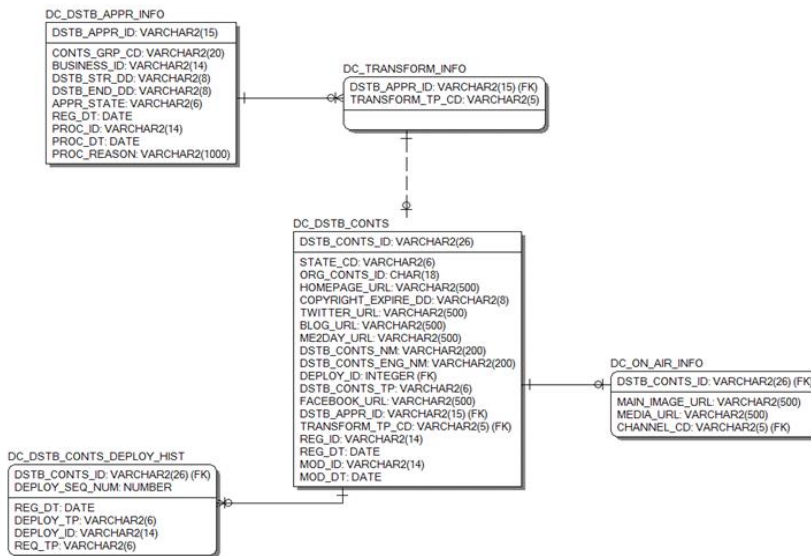 DC_DSTB_APPR_INFO
DSTB_APPR_ID: VARCHAR2(15)
CONTS_GRP_CD: VARCHAR2(20)
BUSINESS_ID: VARCHAR2(14)
DSTB_STR_DD: VARCHAR2(8)
DSTB_END_DD: VARCHAR2(8)
APPR_STATE: VARCHAR2(6)
REG_DT: DATE
PROC_ID: VARCHAR2(14)
PROC_DT: DATE
PROC_REASON: VARCHAR2(1000)
DC_TRANSFORM_INFO
DSTB_APPR_ID: VARCHAR2(15) (FK)
TRANSFORM_TP_CD: VARCHAR2(5)
DC_DSTB_CONTS
DSTB_CONTS_ID: VARCHAR2(26)
STATE_CD: VARCHAR2(6)
ORG_CONTS_ID: CHAR(18)
HOMEPAGE_URL: VARCHAR2(500)
COPYRIGHT_EXPIRE_DD: VARCHAR2(8)
TWITTER_URL: VARCHAR2(500)
BLOG_URL: VARCHAR2(500)
ME2DAY_URL: VARCHAR2(500)
DSTB_CONTS_NM: VARCHAR2(200)
DSTB_CONTS_ENG_NM: VARCHAR2(200)
DEPLOY_ID: INTEGER (FK)
DSTB_CONTS_TP: VARCHAR2(6)
FACEBOOK_URL: VARCHAR2(500)
DSTB_APPR_ID: VARCHAR2(15) (FK)
TRANSFORM_TP_CD: VARCHAR2(5) (FK)
REG_ID: VARCHAR2(14)
REG_DT: DATE
MOD_ID: VARCHAR2(14)
MOD_DT: DATE
DC_ON_AIR_INFO
DSTB_CONTS_ID: VARCHAR2(26) (FK)
MAIN_IMAGE_URL: VARCHAR2(500)
MEDIA_URL: VARCHAR2(500)
CHANNEL_CD: VARCHAR2(5) (FK)
DC_DSTB_CONTS_DEPLOY_HIST
DSTB_CONTS_ID: VARCHAR2(26) (FK)
DEPLOY_SEQ_NUM: NUMBER
REG_DT: DATE
DEPLOY_TP: VARCHAR2(6)
DEPLOY_ID: VARCHAR2(14)
REQ_TP: VARCHAR2(6)